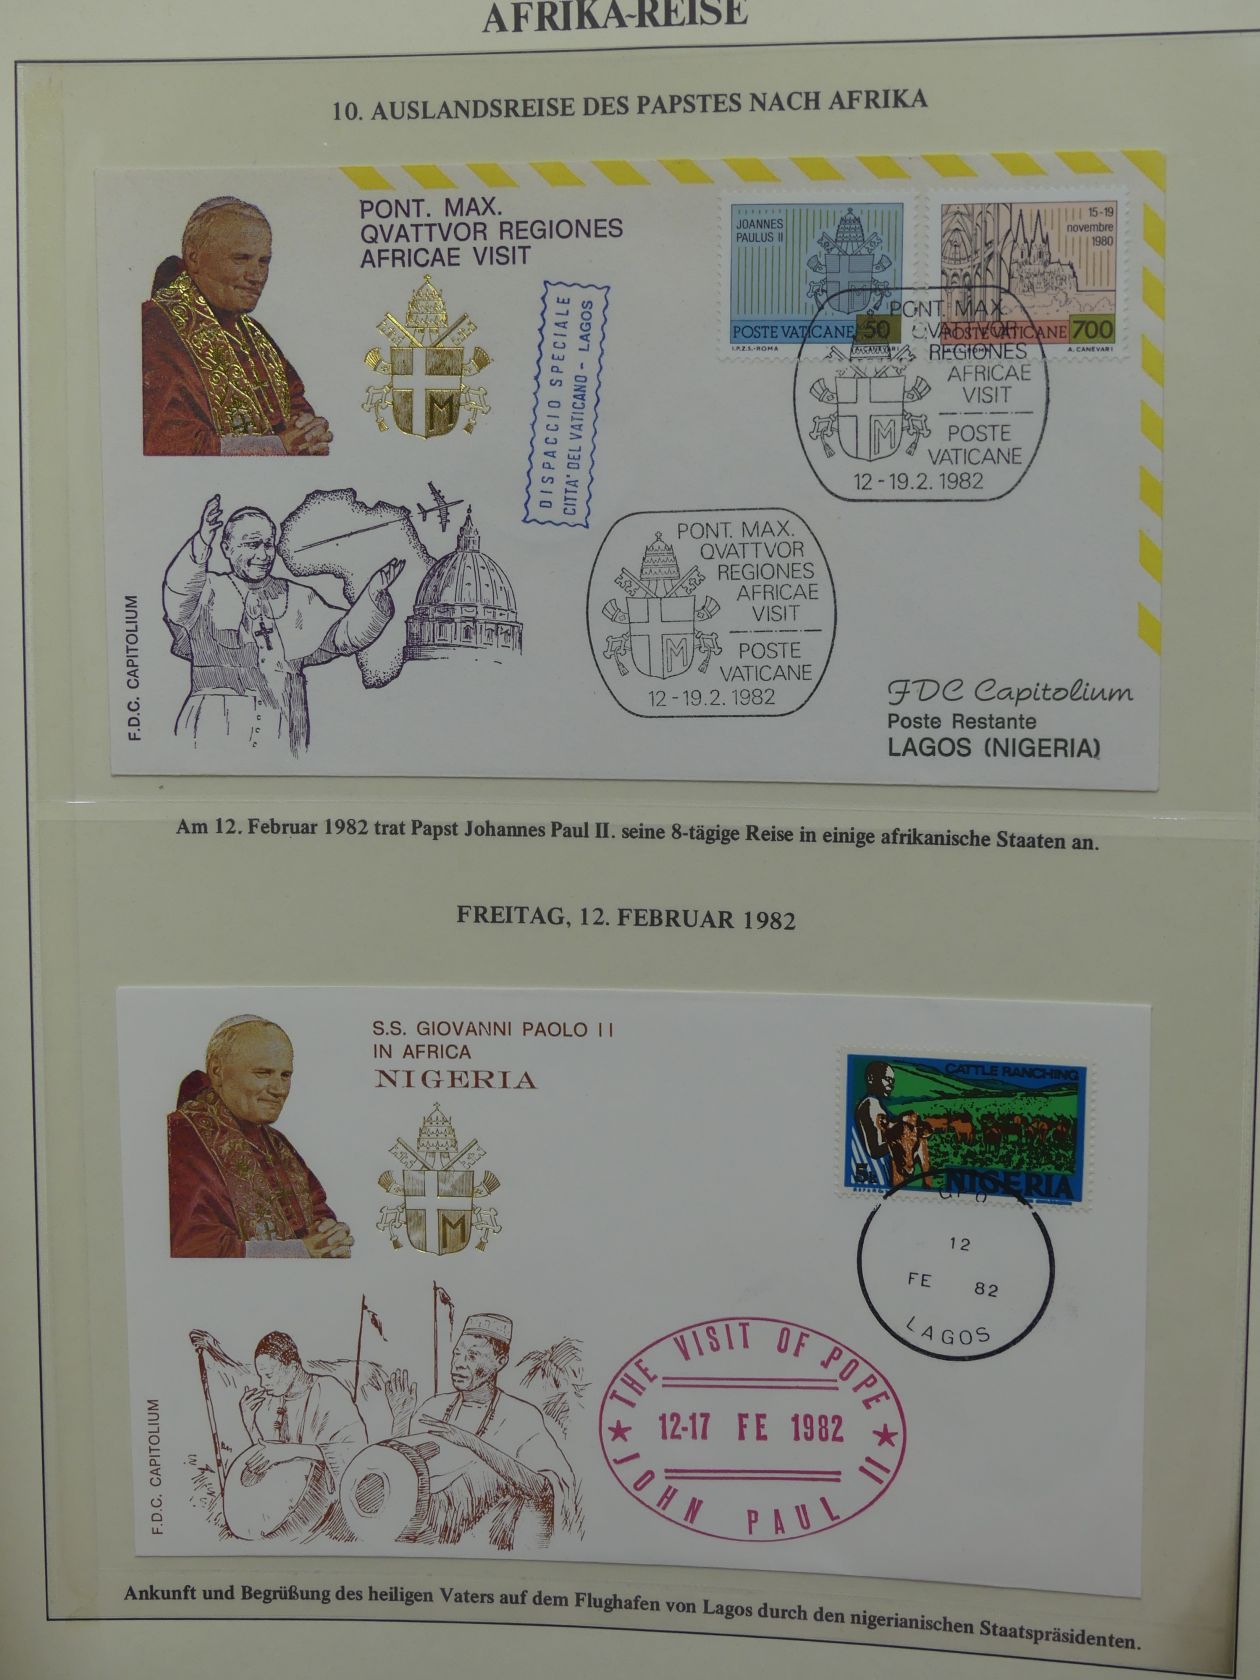 AFRIKA-REISE
10. AUSLANDSREISE DES PAPSTES NACH AFRIKA
PONT. MAX.
QVATTVOR REGIONES
AFRICAE VISIT
DISPACCIO SPECIALE
CITTA' DEL VATICANO - LAGOS
JOANNES
PAULUS II
POSTE VATICANE 50
I.P.Z.S.-ROMA
15-19
novembre
1980
POSTE VATICANE 700
A. CANEVARI
PONT. MAX.
QVATTVOR
REGIONES
AFRICAE
VISIT
POSTE
VATICANE
12-19.2.1982
PONT. MAX.
QVATTVOR
REGIONES
AFRICAE
VISIT
POSTE
VATICANE
12-19.2.1982
F.D.C. CAPITOLIUM
FDC Capitolium
Poste Restante
LAGOS (NIGERIA)
Am 12. Februar 1982 trat Papst Johannes Paul II. seine 8-tägige Reise in einige afrikanische Staaten an.
FREITAG, 12. FEBRUAR 1982
S.S. GIOVANNI PAOLO II
IN AFRICA
NIGERIA
M
CATTLE RANCHING
5k
NIGERIA
12
FE 82
LAGOS
THE VISIT OF POPE
12-17 FE 1982
JOHN PAUL II
F.D.C. CAPITOLIUM
Ankunft und Begrüßung des heiligen Vaters auf dem Flughafen von Lagos durch den nigerianischen Staatspräsidenten.